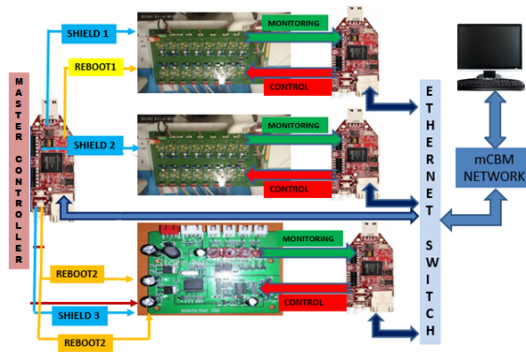 SHIELD 1
MONITORING
REBOOT1
CONTROL
MASTER CONTROLLER
SHIELD 2
MONITORING
CONTROL
ETHERNET SWITCH
mCBM
NETWORK
MONITORING
REBOOT2
CONTROL
SHIELD 3
REBOOT2